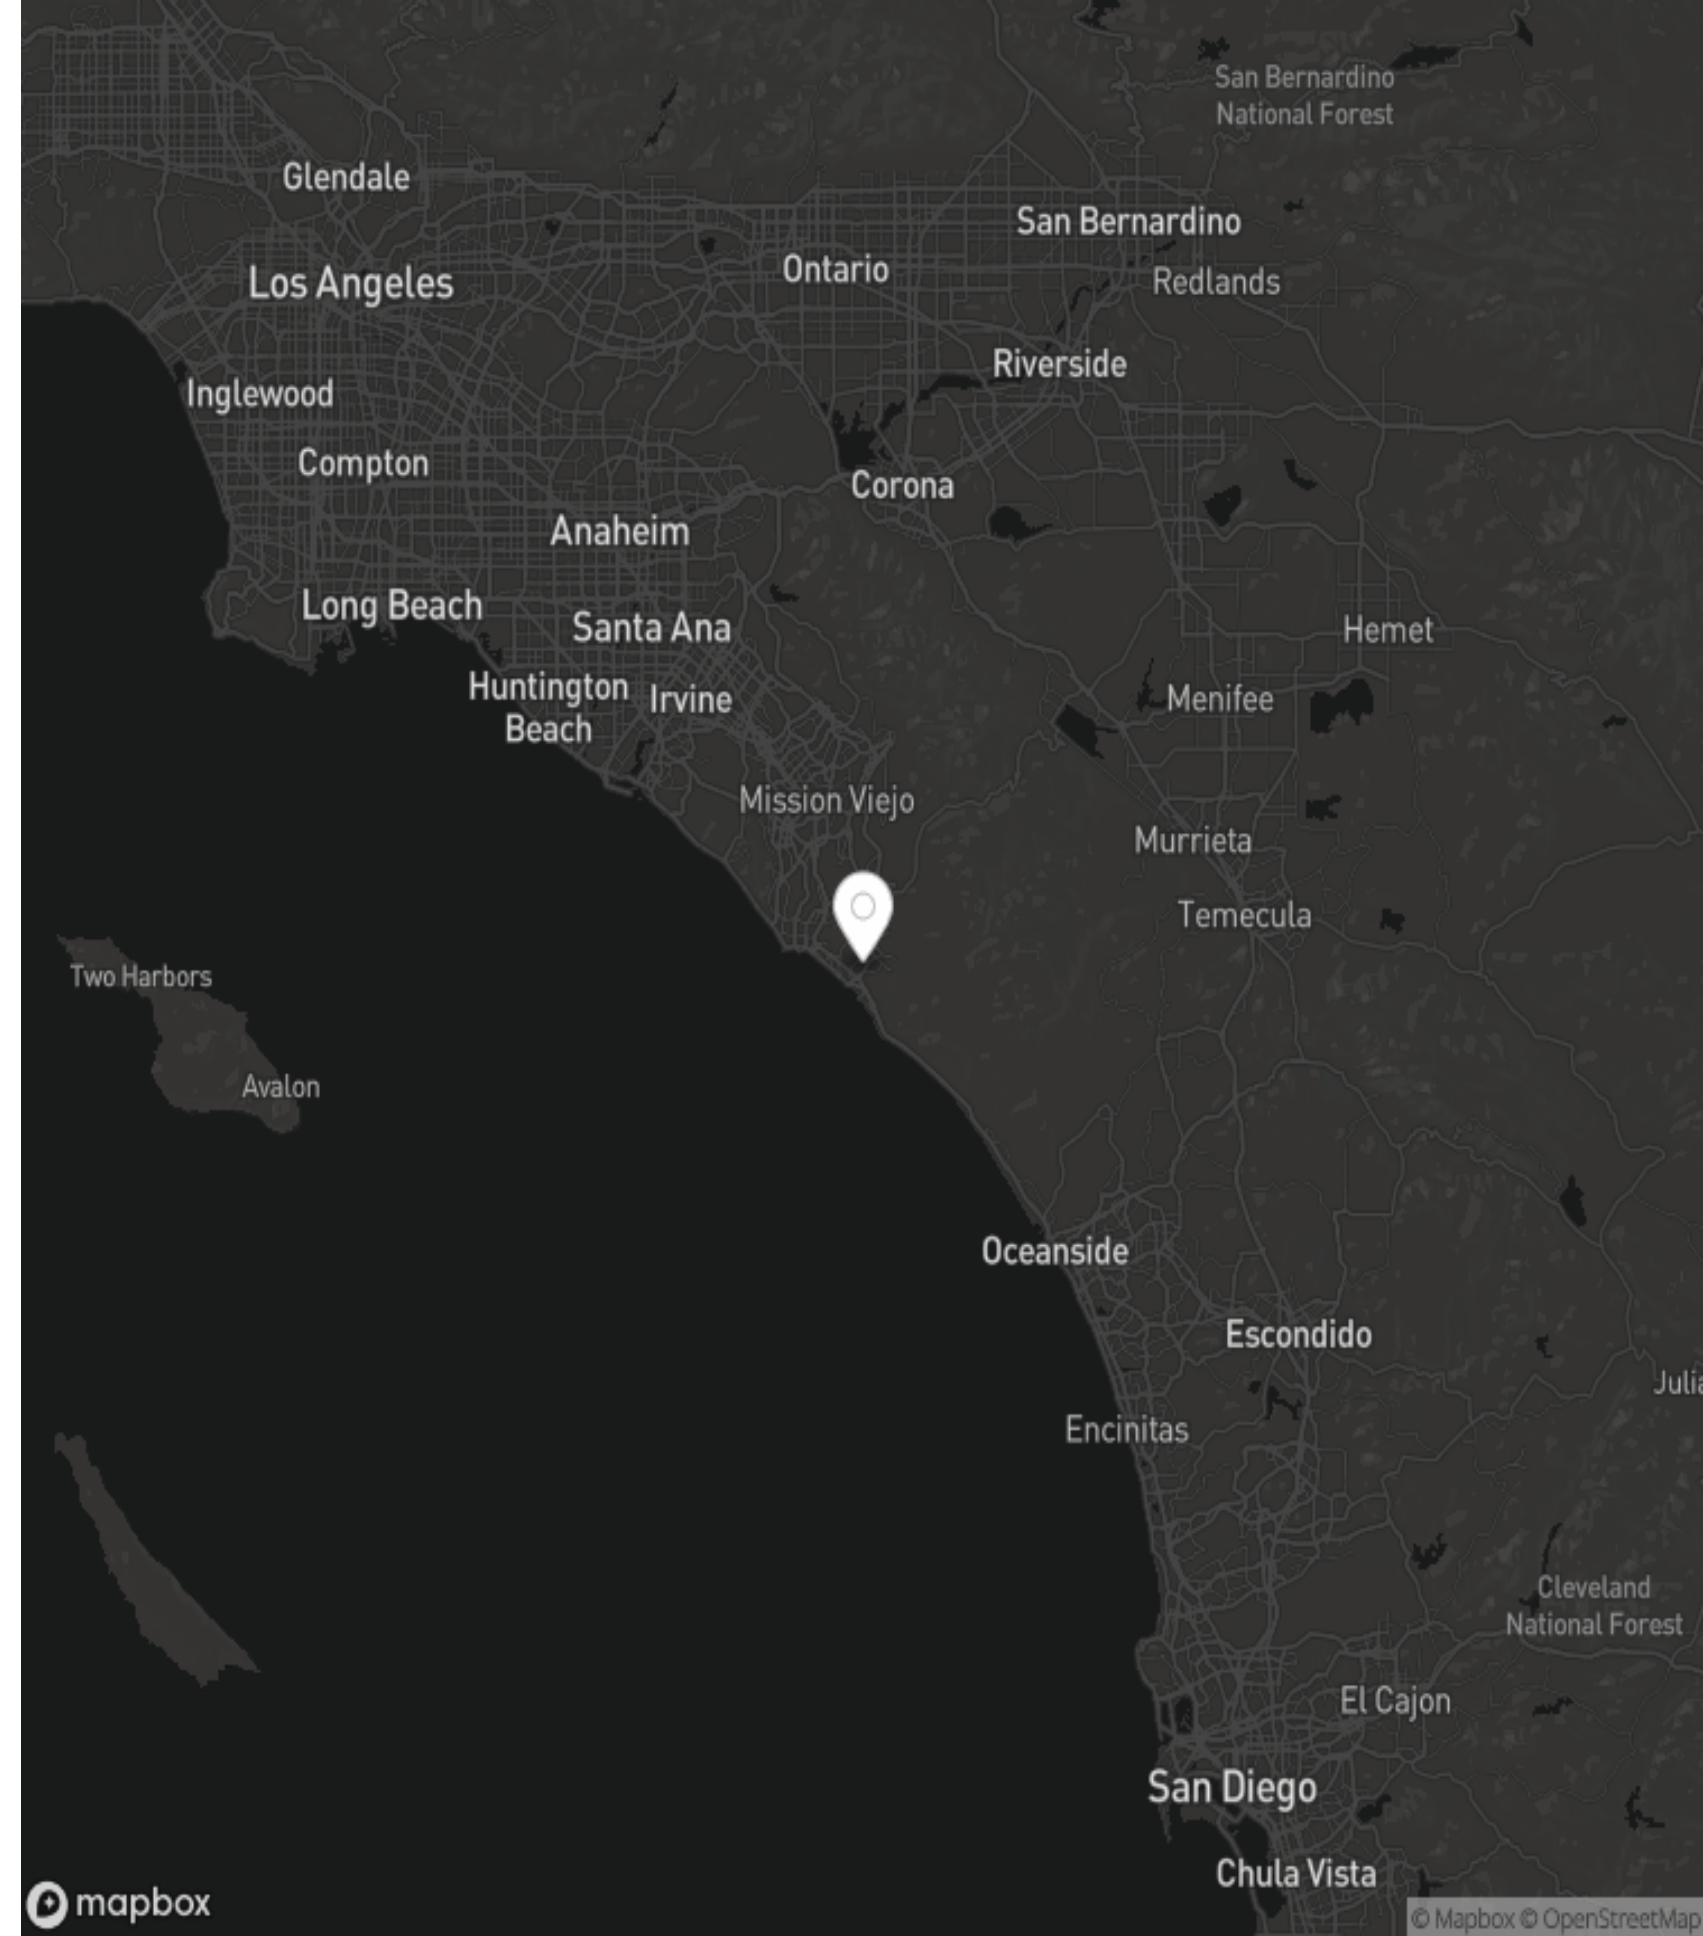 San Bernardino
National Forest
Glendale
San Bernardino
Ontario
Los Angeles
Redlands
Riverside
Inglewood
Compton
Corona
Anaheim
Long Beach
Santa Ana
Hemet
Huntington
Beach
Irvine
Menifee
Mission Viejo
Murrieta
Temecula
Two Harbors
Avalon
Oceanside
Escondido
Julia
Encinitas
Cleveland
National Forest
El Cajon
San Diego
Chula Vista
mapbox
© Mapbox © OpenStreetMap